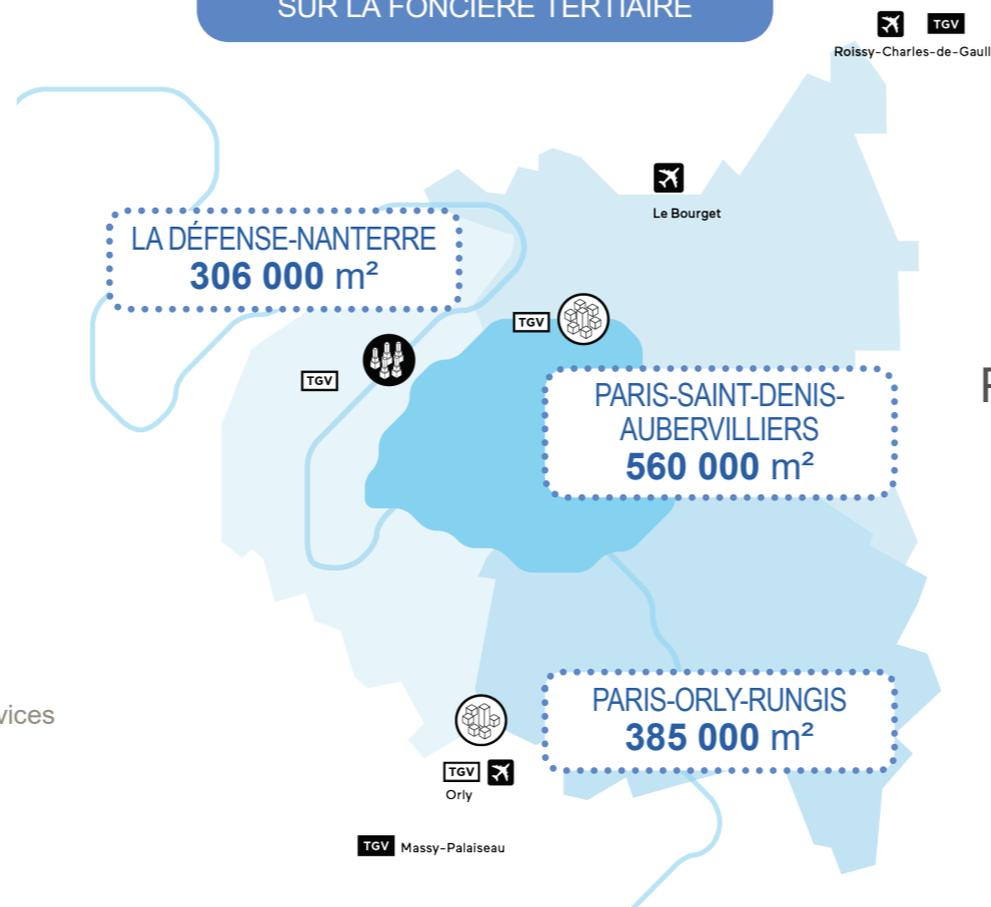 SUR LA FONCIÈRE TERTIAIRE
TGV
Roissy-Charles-de-Gaull
Le Bourget
LA DÉFENSE-NANTERRE
306 000 m²
TGV
TGV
PARIS-SAINT-DENIS-
AUBERVILLIERS
560 000 m²
vices
PARIS-ORLY-RUNGIS
385 000 m²
TGV
Orly
TGV Massy-Palaiseau